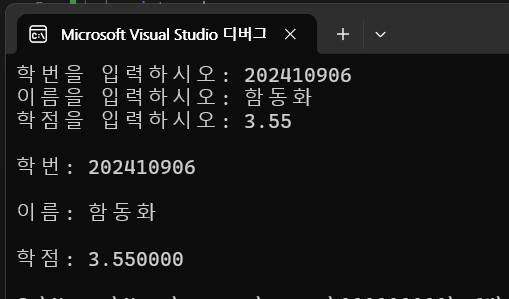 Microsoft Visual Studio 디버그
학번을 입력하시오: 202410906
이름을 입력하시오: 함동화
학점을 입력하시오: 3.55
학번: 202410906
이름: 함동화
학점: 3.550000